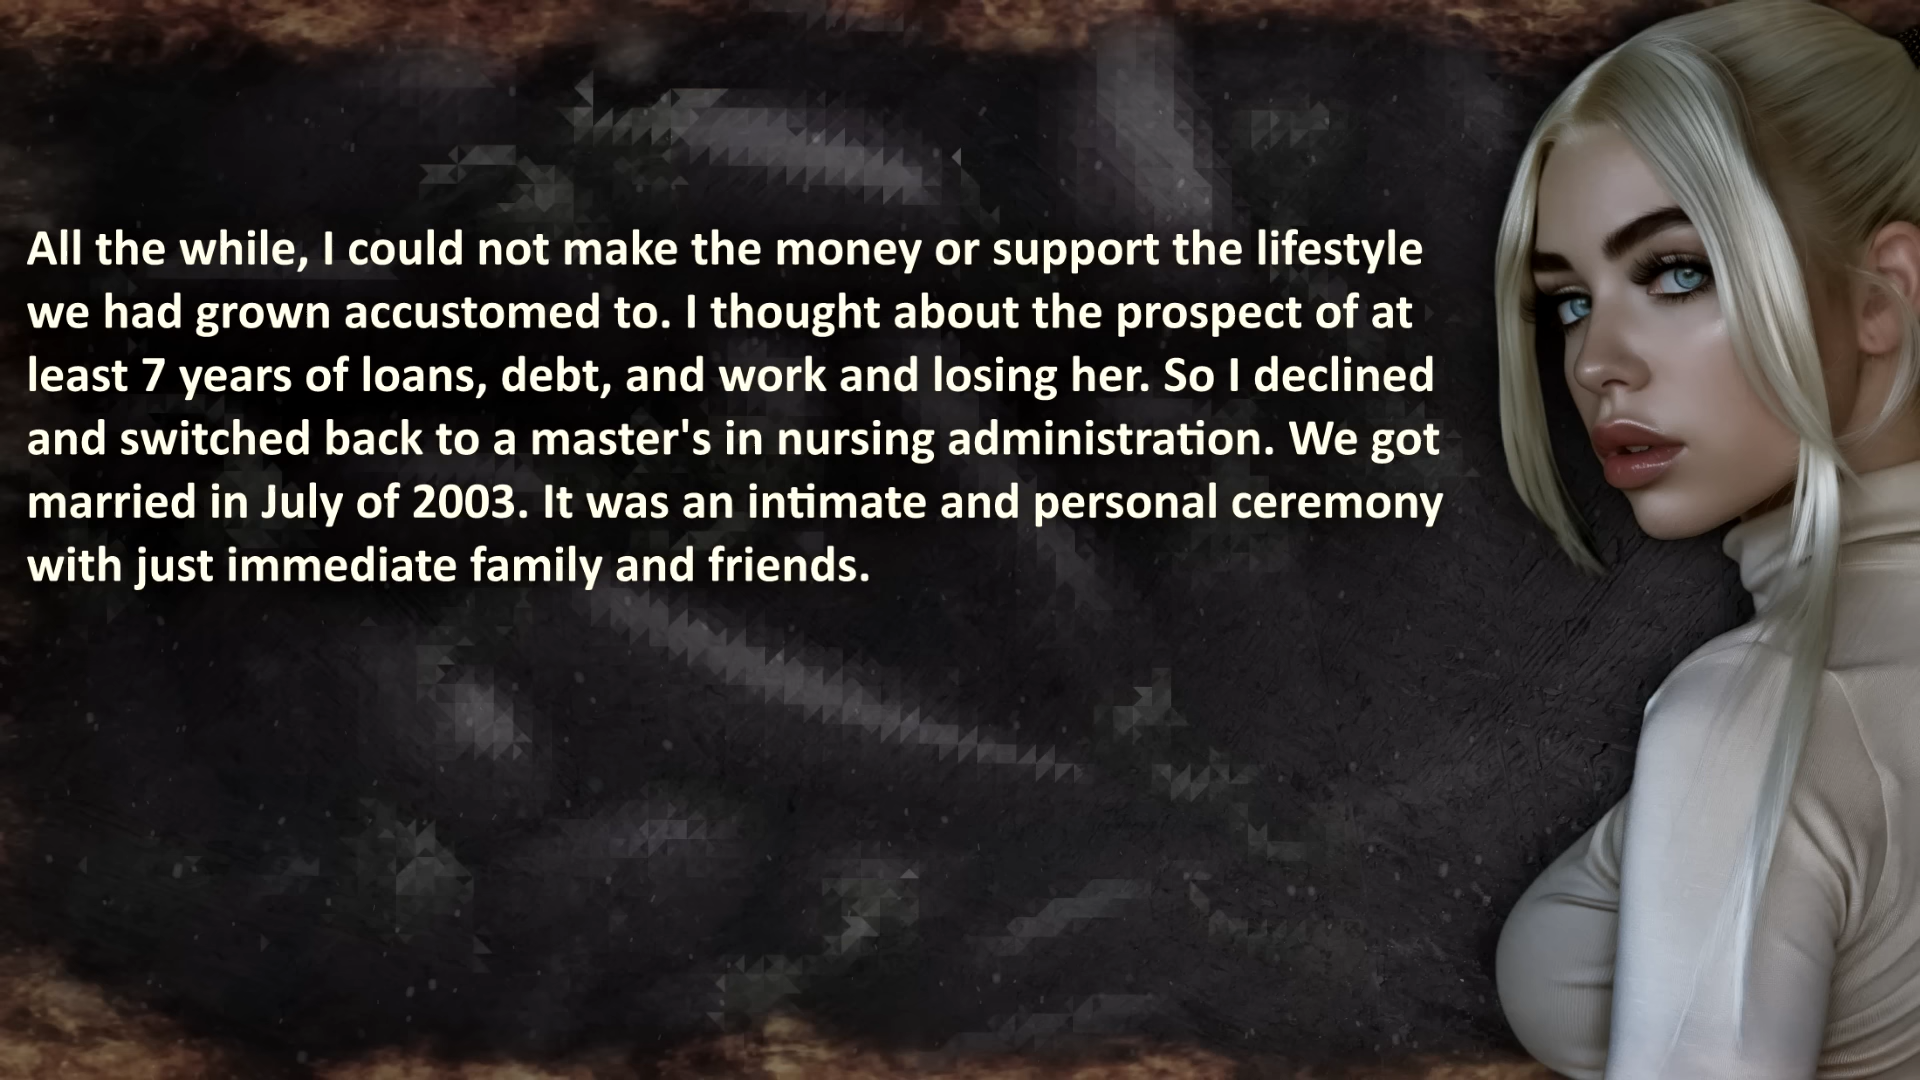 All the while, I could not make the money or support the lifestyle
we had grown accustomed to. I thought about the prospect of at
least 7 years of loans, debt, and work and losing her. So I declined
and switched back to a master's in nursing administration. We got
married in July of 2003. It was an intimate and personal ceremony
with just immediate family and friends.